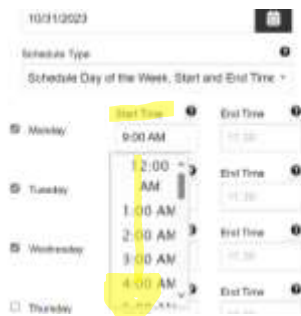 10/31/2023
Schedule Type
Schedule Day of the Week, Start and End Time
Start Time
End Time
Monday
9:00 AM
11:30
12:00
AM
End Time
Tuesday
1:00 AM
2:00 AM
End Time
Wednesday
3:00 AM
4:00 AM
End Time
Thursday